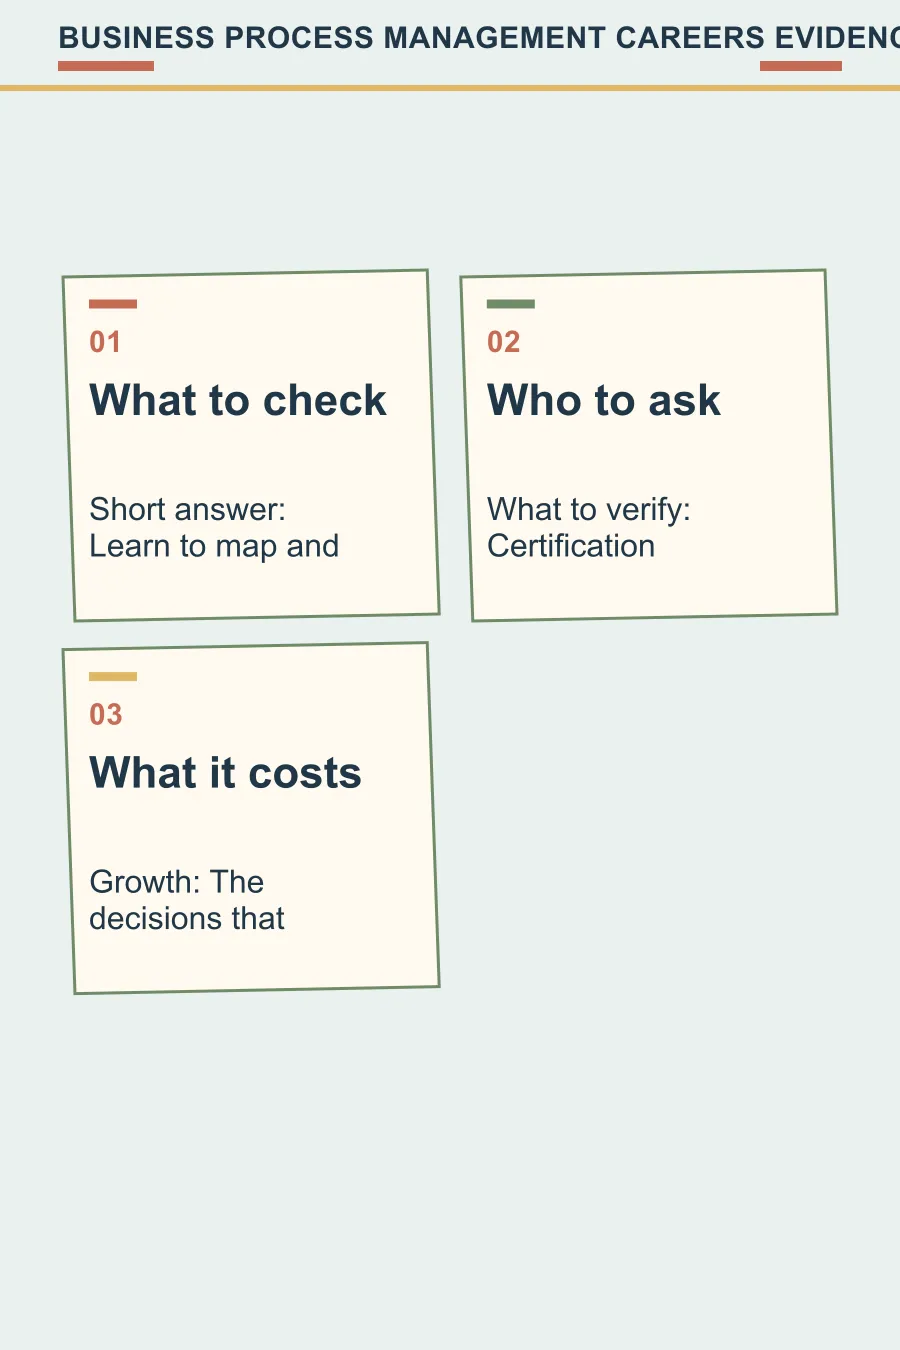 BUSINESS PROCESS MANAGEMENT CAREERS
01
What to check
Short answer:
Learn to map and
02
Who to ask
What to verify:
Certification
03
What it costs
Growth: The
decisions that